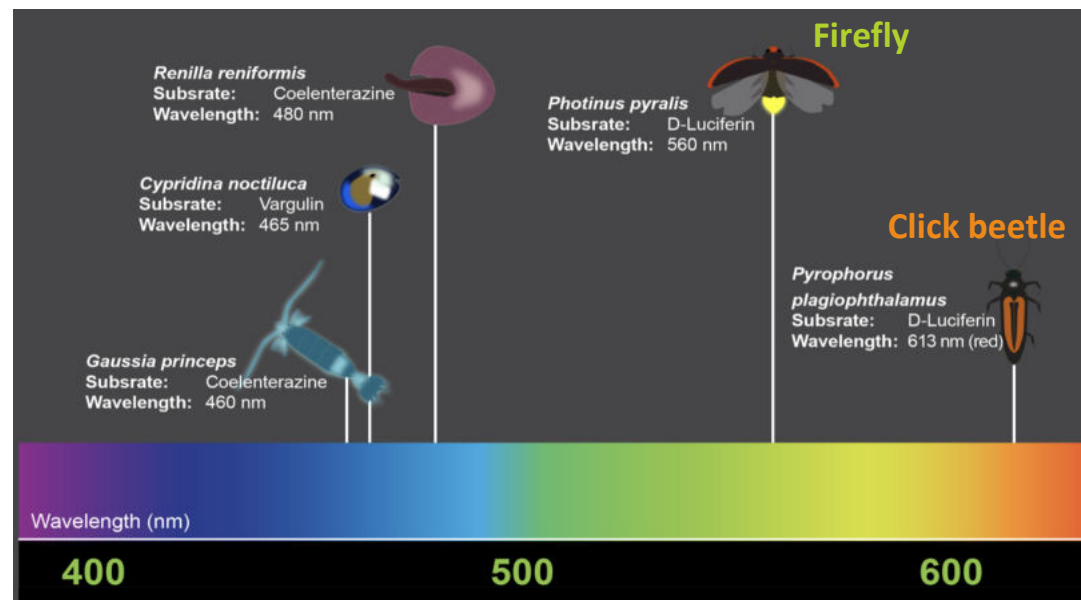 Firefly
Renilla reniformis
Subsrate: Coelenterazine
Wavelength: 480 nm
Photinus pyralis
Subsrate: D-Luciferin
Wavelength: 560 nm
Cypridina noctiluca
Subsrate: Vargulin
Wavelength: 465 nm
Click beetle
Pyrophorus
plagiophthalamus
Subsrate: D-Luciferin
Wavelength: 613 nm (red)
Gaussia princeps
Subsrate: Coelenterazine
Wavelength: 460 nm
Wavelength (nm)
400 500 600